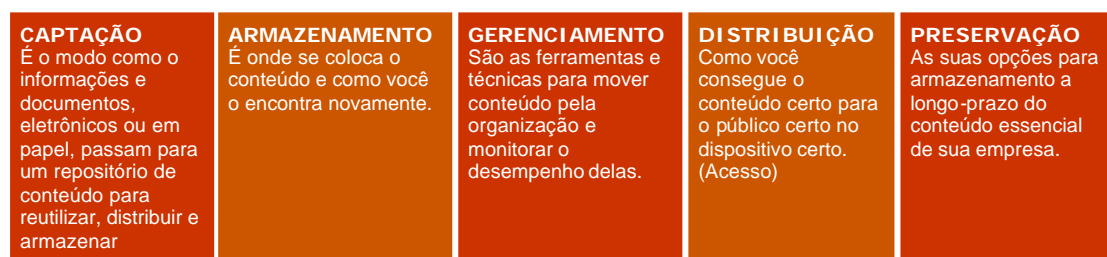 CAPTAÇÃO
É o modo como o
informações e
documentos,
eletrônicos ou em
papel, passam para
um repositório de
conteúdo para
reutilizar, distribuir e
armazenar
ARMAZENAMENTO
É onde se coloca o
conteúdo e como você
o encontra novamente.
GERENCIAMENTO
São as ferramentas e
técnicas para mover
conteúdo pela
organização e
monitorar o
desempenho delas.
DISTRIBUIÇÃO
Como você
consegue o
conteúdo certo para
o público certo no
dispositivo certo.
(Acesso)
PRESERVAÇÃO
As suas opções para
armazenamento a
longo-prazo do
conteúdo essencial
de sua empresa.